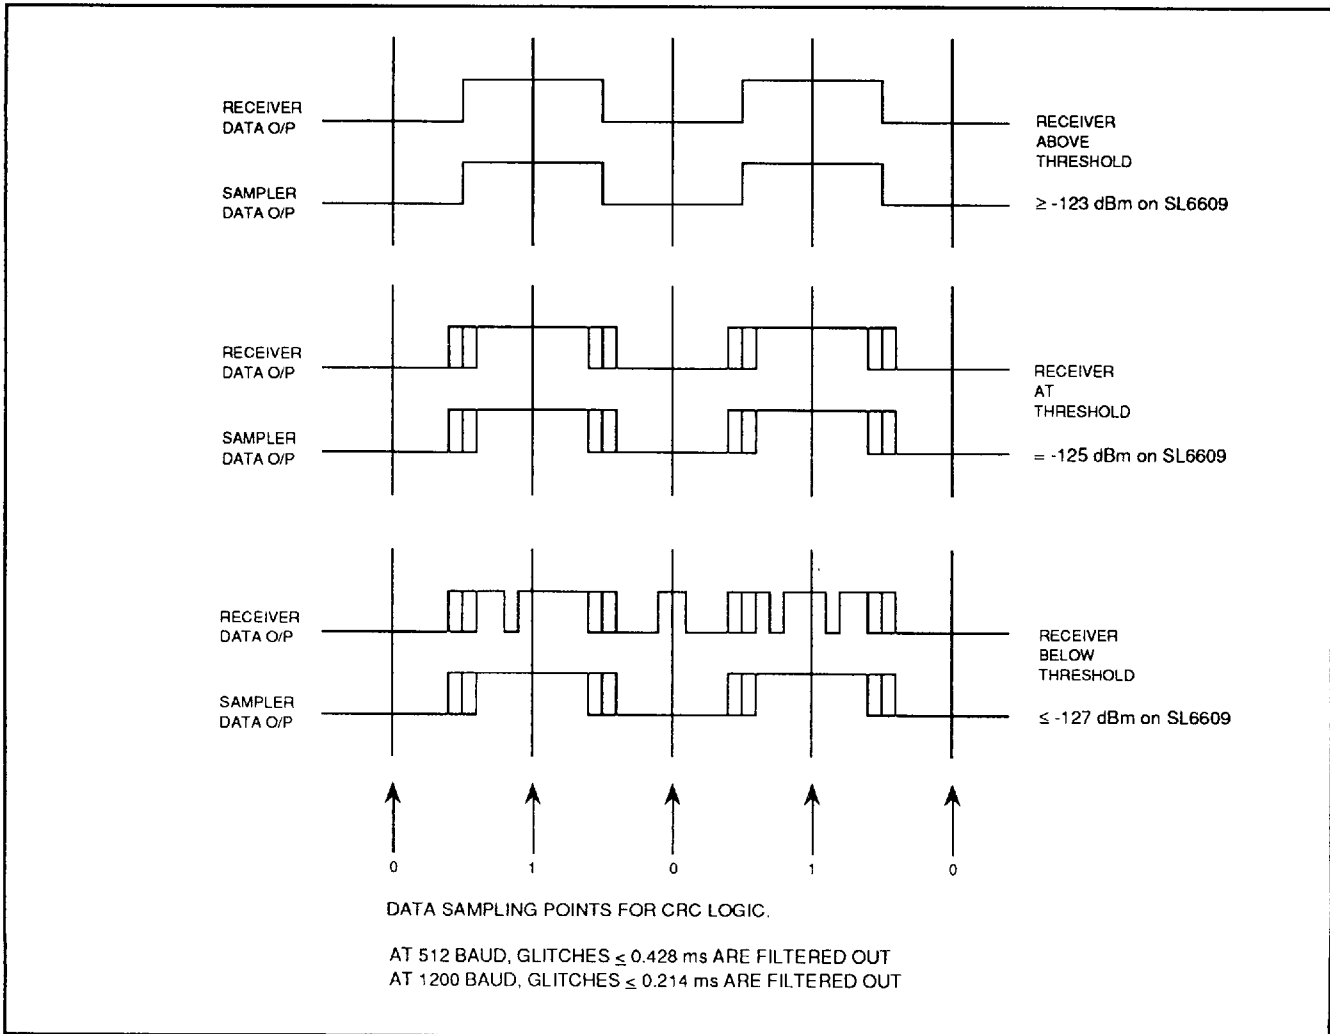 RECEIVER
DATA O/P
RECEIVER
ABOVE
THRESHOLD
SAMPLER
DATA O/P
≥ -123 dBm on SL6609
RECEIVER
DATA O/P
RECEIVER
AT
THRESHOLD
SAMPLER
DATA O/P
= -125 dBm on SL6609
RECEIVER
DATA O/P
RECEIVER
BELOW
THRESHOLD
SAMPLER
DATA O/P
≤ -127 dBm on SL6609
0 1 0 1 0
DATA SAMPLING POINTS FOR CRC LOGIC.
AT 512 BAUD, GLITCHES ≤ 0.428 ms ARE FILTERED OUT
AT 1200 BAUD, GLITCHES ≤ 0.214 ms ARE FILTERED OUT